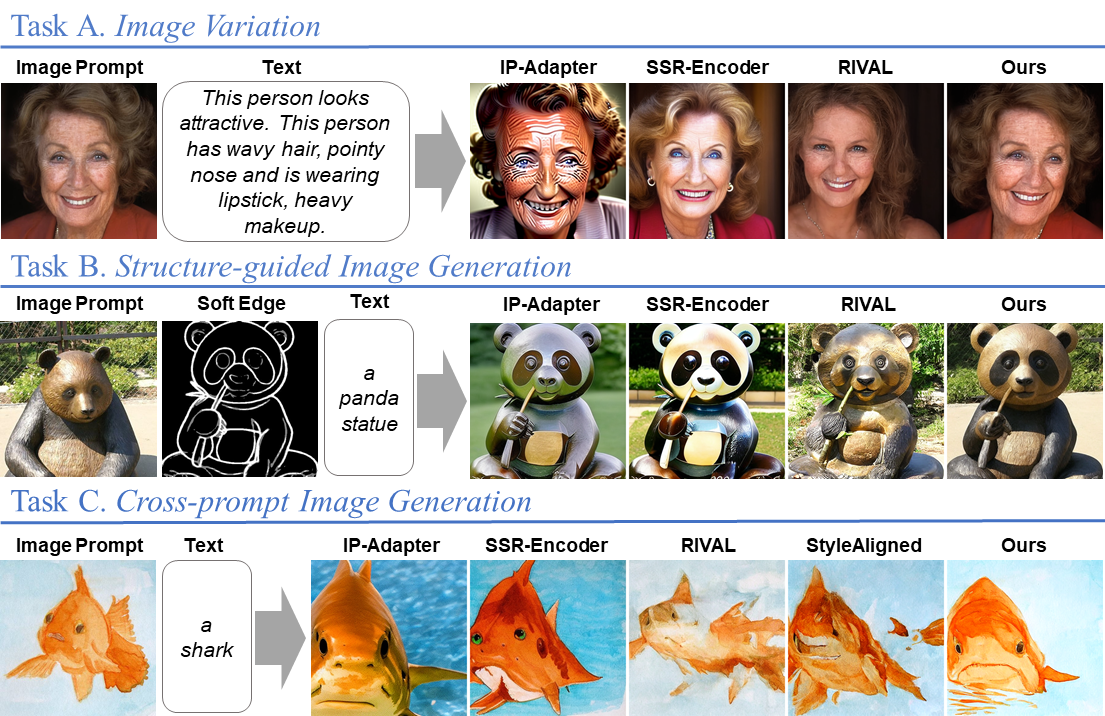 Task A. Image Variation
Image Prompt Text IP-Adapter SSR-Encoder RIVAL Ours
This person looks
attractive. This person
has wavy hair, pointy
nose and is wearing
lipstick, heavy
makeup.
Task B. Structure-guided Image Generation
Image Prompt Soft Edge Text IP-Adapter SSR-Encoder RIVAL Ours
a
panda
statue
Task C. Cross-prompt Image Generation
Image Prompt Text IP-Adapter SSR-Encoder RIVAL StyleAligned Ours
a
shark